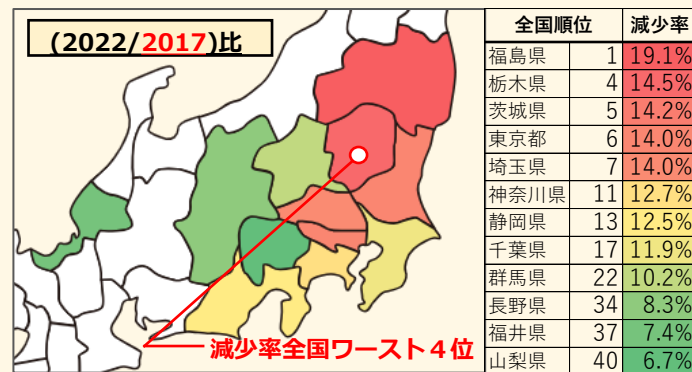 (2022/2017)比
減少率全国ワースト４位
全国順位 減少率
福島県 1 19.1%
栃木県 4 14.5%
茨城県 5 14.2%
東京都 6 14.0%
埼玉県 7 14.0%
神奈川県 11 12.7%
静岡県 13 12.5%
千葉県 17 11.9%
群馬県 22 10.2%
長野県 34 8.3%
福井県 37 7.4%
山梨県 40 6.7%